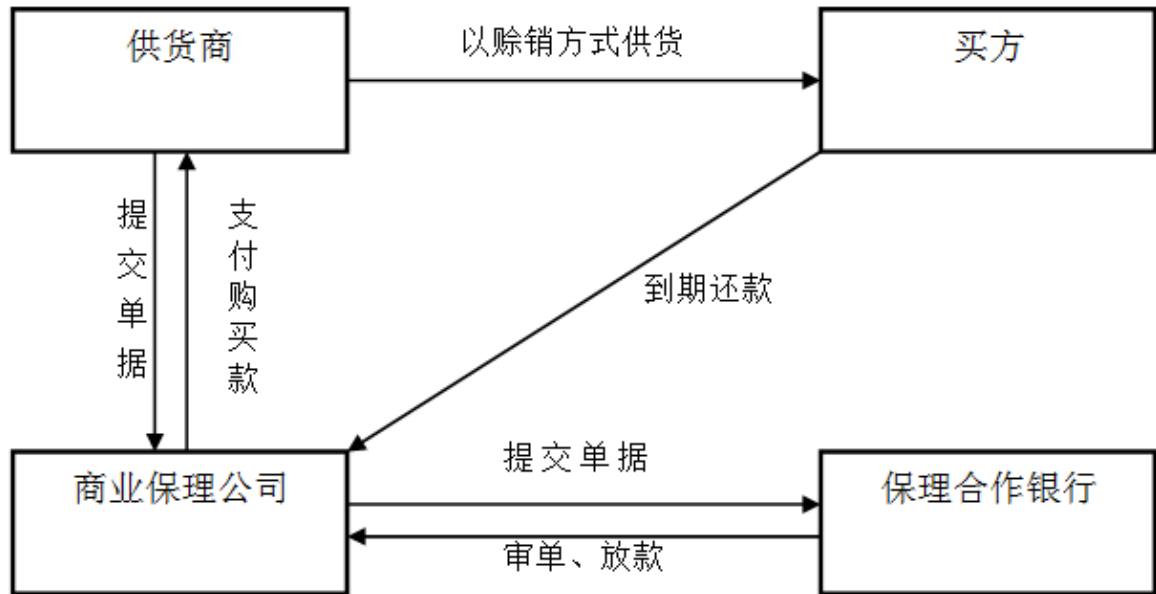 供货商
以赊销方式供货
买方
提交单据
支付购买款
到期还款
商业保理公司
提交单据
保理合作银行
审单、放款